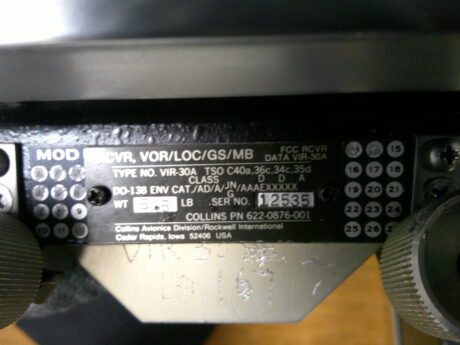 MOD
RCVR, VOR/LOC/GS/MB
FCC RCVR
DATA VIR-30A
TYPE NO. VIR-30A TSO C40a,36c,34c,35d
CLASS D D A
DO-138 ENV CAT./AD/A/JN/AAAEXXXXX
G
WT LB SER NO. 12535
COLLINS PN 622-0876-001
Collins Avionics Division/Rockwell International
Cedar Rapids, Iowa 52406 USA
15
16 17 18
19 20 21
22 23 24
25 26
VIR 30